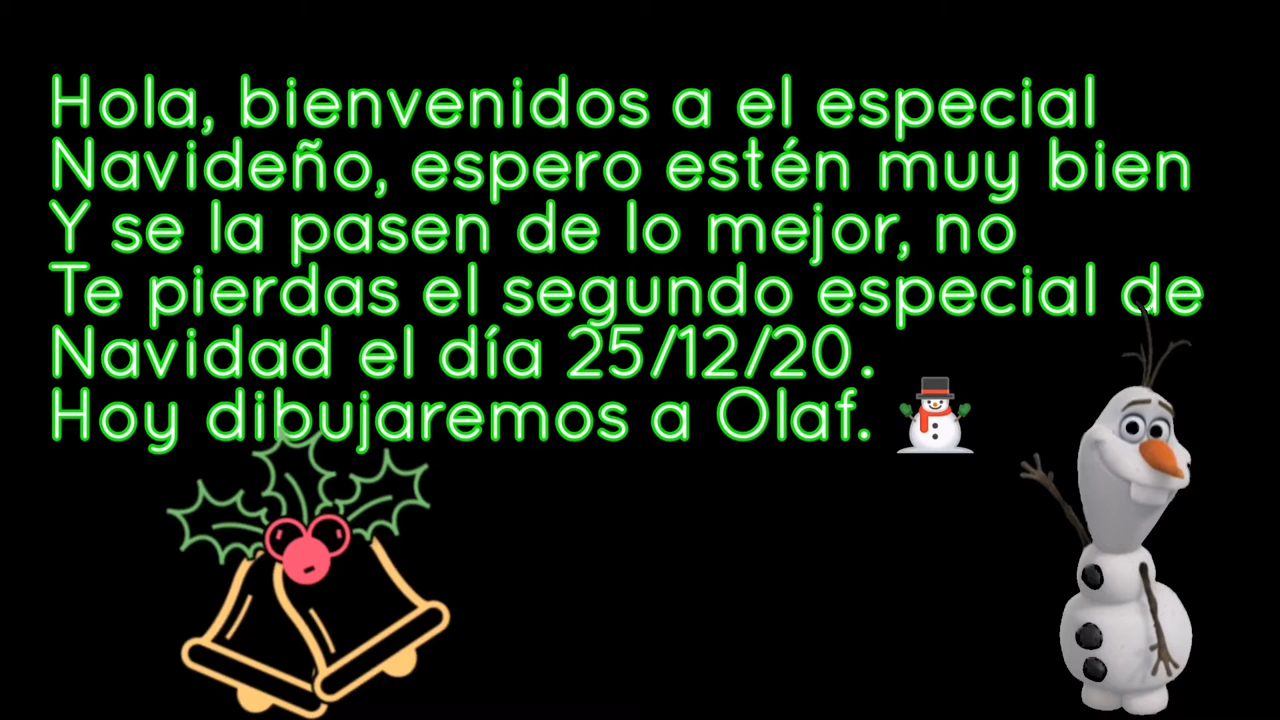 Hola, bienvenidos a el especial
Navideño, espero estén muy bien
Y se la pasen de lo mejor, no
Te pierdas el segundo especial de
Navidad el día 25/12/20.
Hoy dibujaremos a Olaf. ☃️